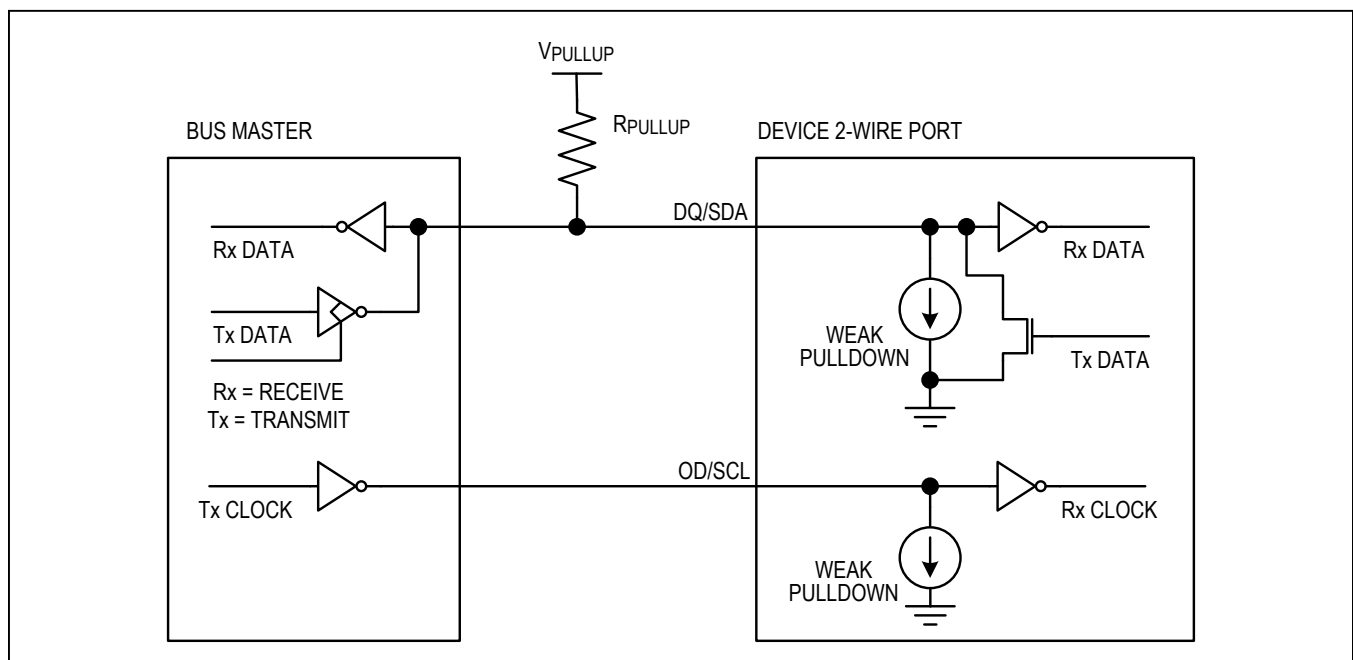 VPULLUP
BUS MASTER
RPULLUP
DEVICE 2-WIRE PORT
DQ/SDA
Rx DATA
Rx DATA
Tx DATA
WEAK
PULLDOWN
Tx DATA
Rx = RECEIVE
Tx = TRANSMIT
OD/SCL
Tx CLOCK
Rx CLOCK
WEAK
PULLDOWN